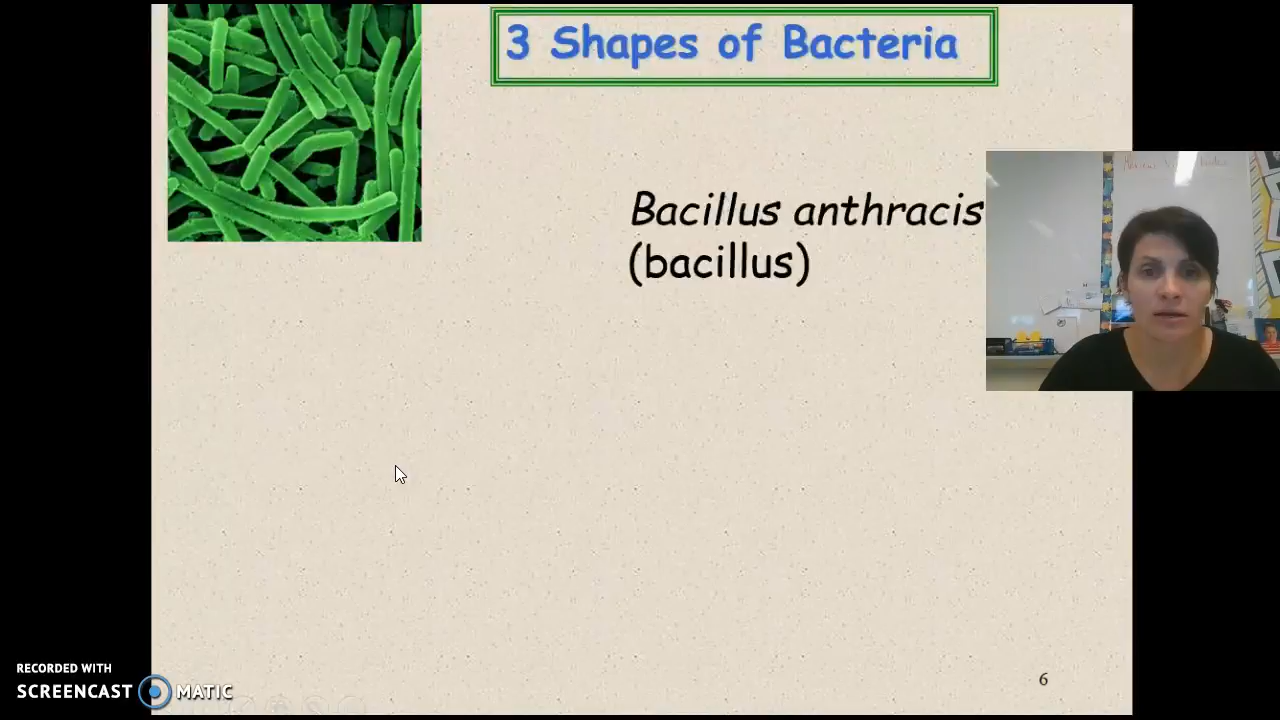 3 Shapes of Bacteria
Bacillus anthracis
(bacillus)
6
RECORDED WITH
SCREENCAST MATIC